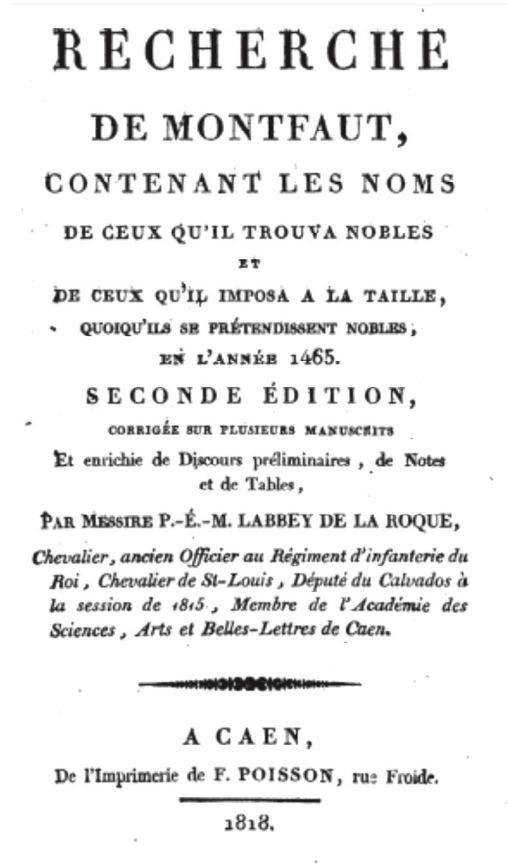 RECHERCHE
DE MONTFAUT,
CONTENANT LES NOMS
DE CEUX QU'IL TROUVA NOBLES
ET
DE CEUX QU'IL IMPOSA A LA TAILLE,
QUOIQU'ILS SE PRÉTENDISSENT NOBLES,
EN L'ANNÉE 1465.
SECONDE ÉDITION,
CORRIGÉE SUR PLUSIEURS MANUSCRITS
Et enrichie de Discours préliminaires, de Notes
et de Tables,
PAR MESSIRE P.-É.-M. LABBEY DE LA ROQUE,
Chevalier, ancien Officier au Régiment d'infanterie du
Roi, Chevalier de St-Louis, Député du Calvados à
la session de 1815, Membre de l'Académie des
Sciences, Arts et Belles-Lettres de Caen.
A CAEN,
De l'Imprimerie de F. POISSON, rue Froide.
1818.